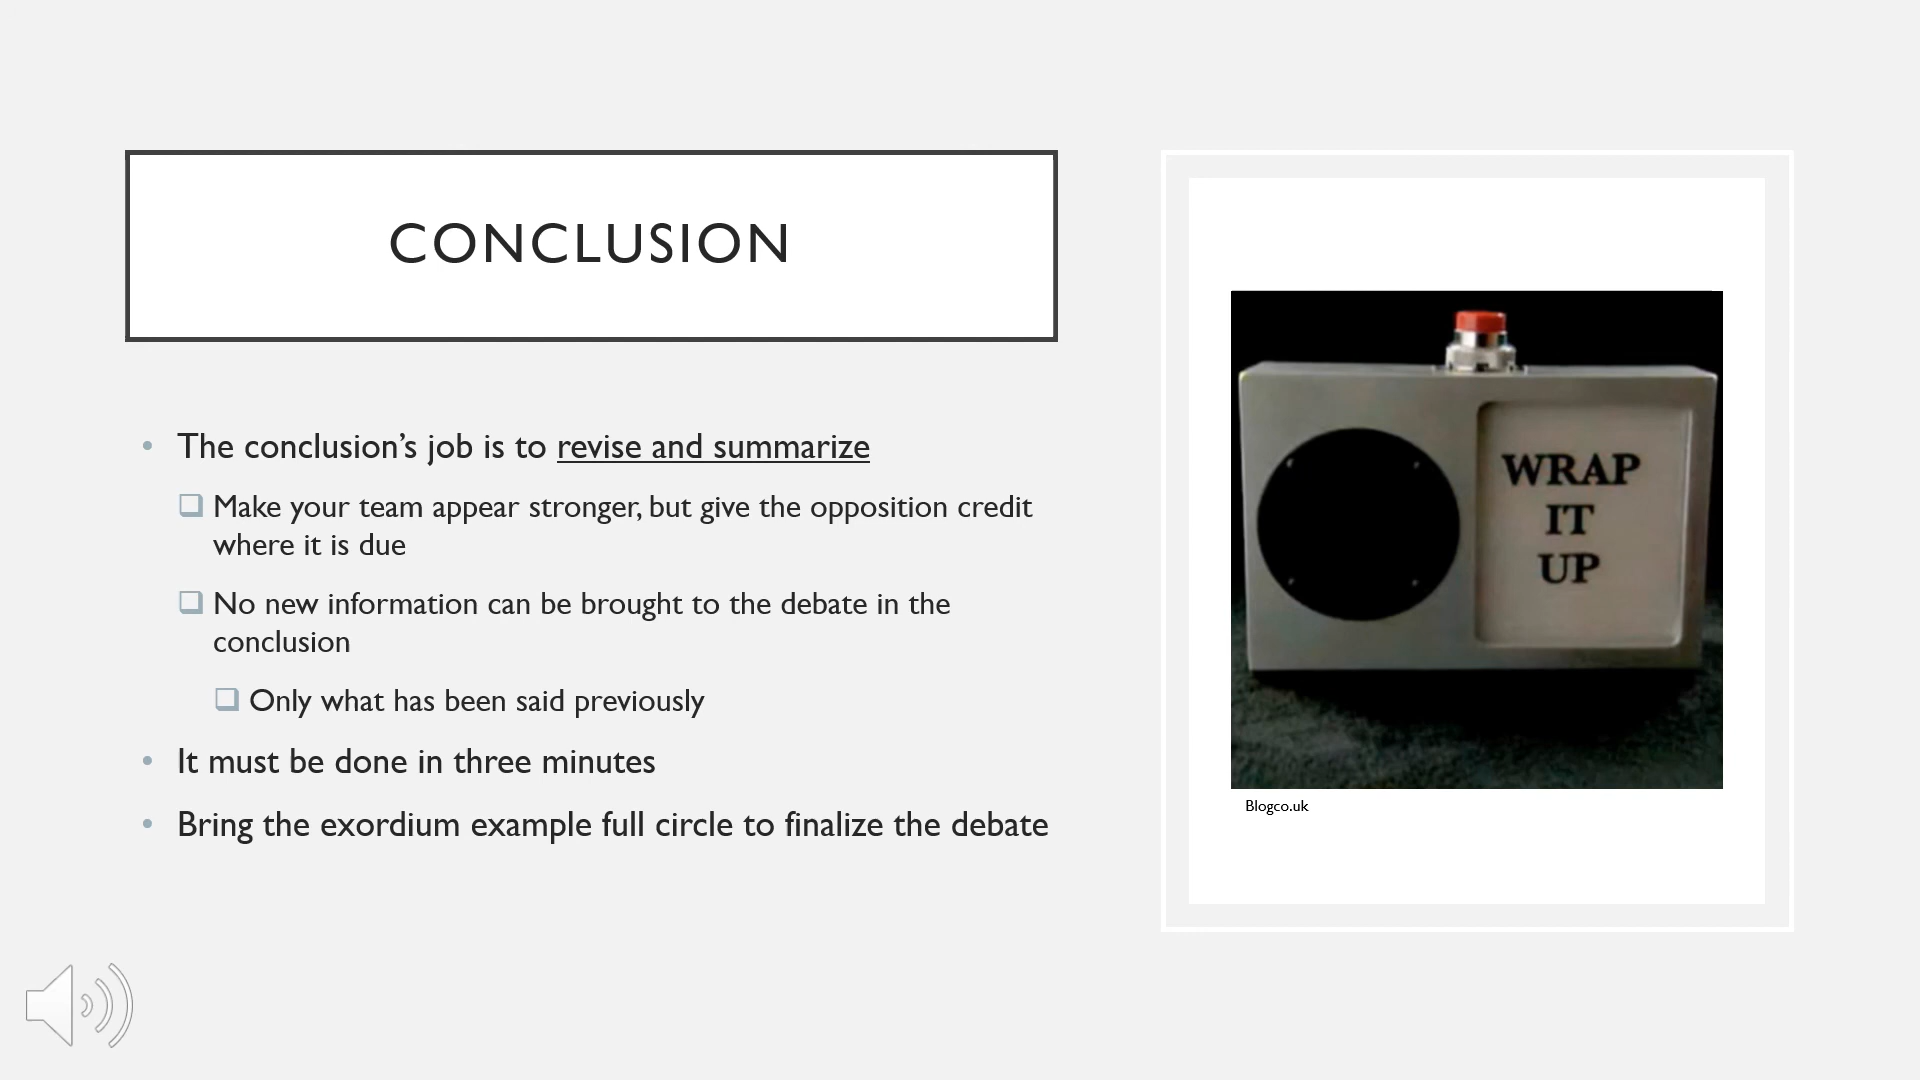 CONCLUSION
The conclusion’s job is to revise and summarize
Make your team appear stronger, but give the opposition credit
where it is due
No new information can be brought to the debate in the
conclusion
Only what has been said previously
It must be done in three minutes
Bring the exordium example full circle to finalize the debate
WRAP
IT
UP
Blogco.uk